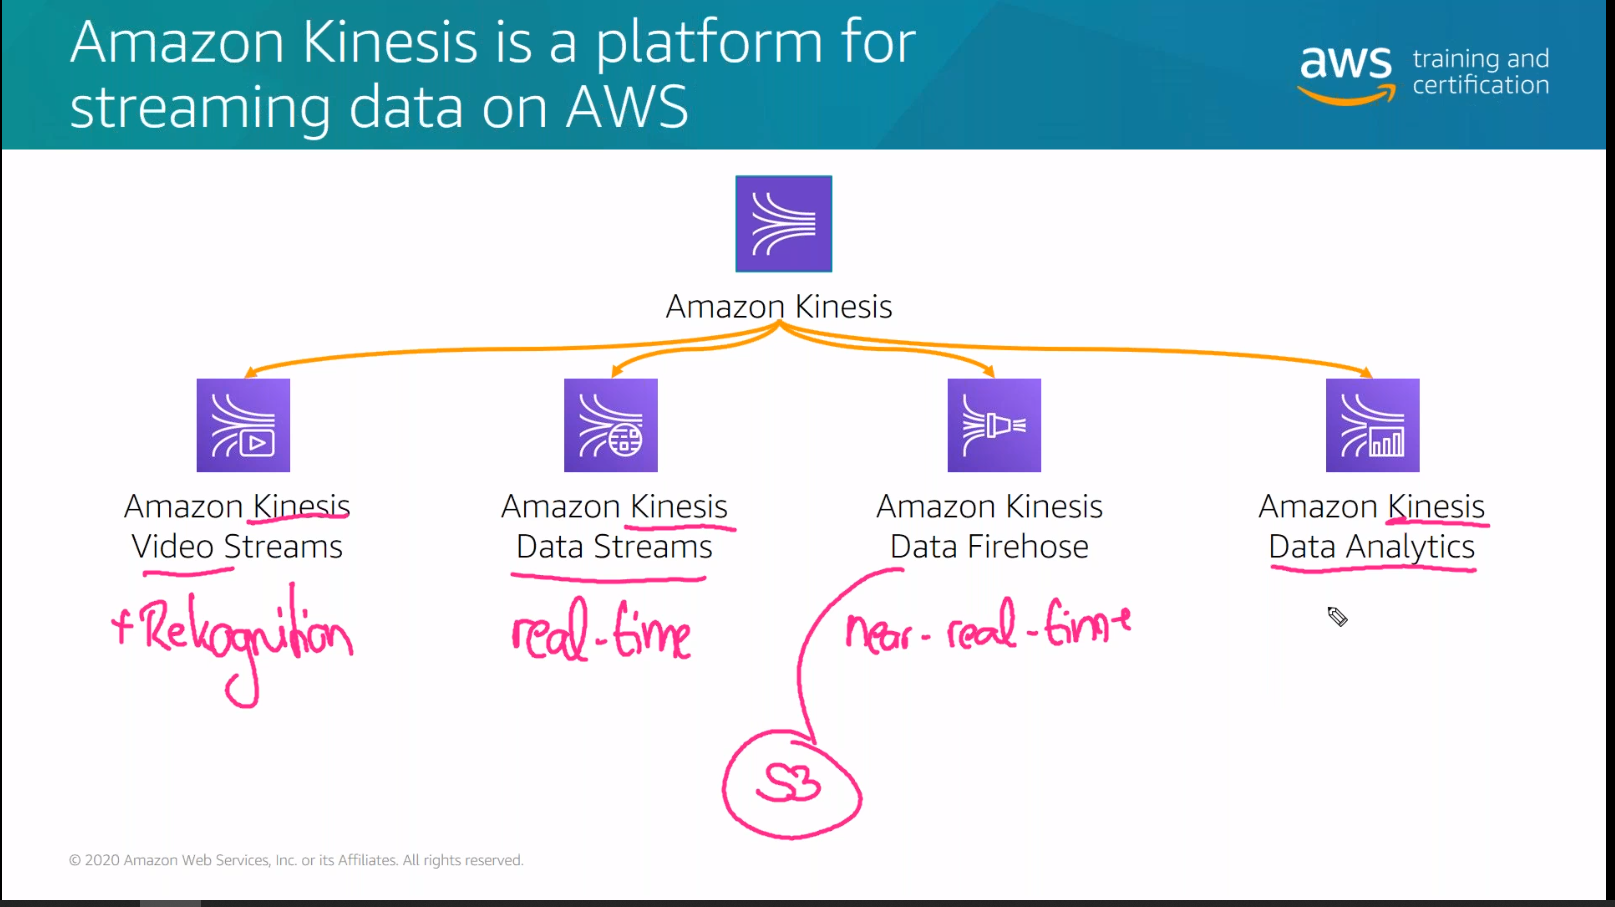 Amazon Kinesis is a platform for
streaming data on AWS
aws training and
certification
Amazon Kinesis
Amazon Kinesis
Video Streams
Amazon Kinesis
Data Streams
Amazon Kinesis
Data Firehose
Amazon Kinesis
Data Analytics
+Rekognition
real-time
near-real-time
S3
© 2020 Amazon Web Services, Inc. or its Affiliates. All rights reserved.